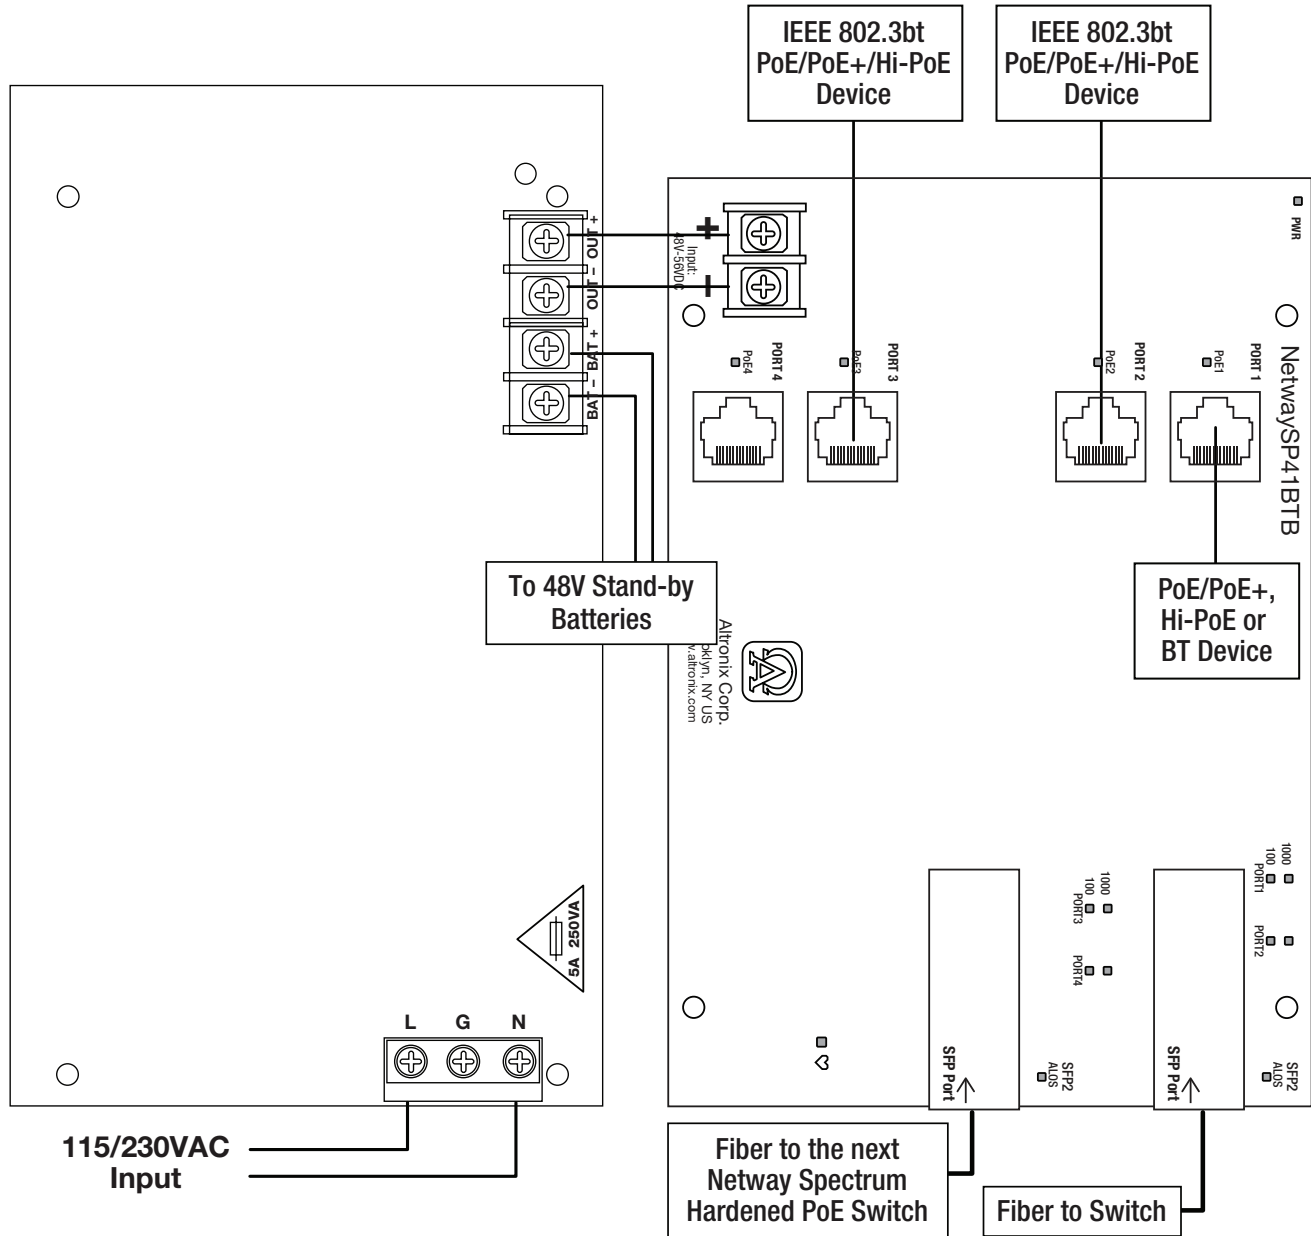 IEEE 802.3bt
PoE/PoE+/Hi-PoE
Device
IEEE 802.3bt
PoE/PoE+/Hi-PoE
Device
OUT +
OUT −
BAT +
BAT −
+
−
Input:
48V-56VDC
PWR
PoE4
PORT 4
PoE3
PORT 3
PoE2
PORT 2
PoE1
PORT 1
NetwaySP41BTB
To 48V Stand-by
Batteries
PoE/PoE+,
Hi-PoE or
BT Device
Altronix Corp.
NY US
5A 250VA
L G N
115/230VAC
Input
1000
100
PORT3
PORT4
1000
100
PORT1
PORT2
SFP Port
SFP2
ALOS
SFP Port
SFP2
ALOS
Fiber to the next
Netway Spectrum
Hardened PoE Switch
Fiber to Switch